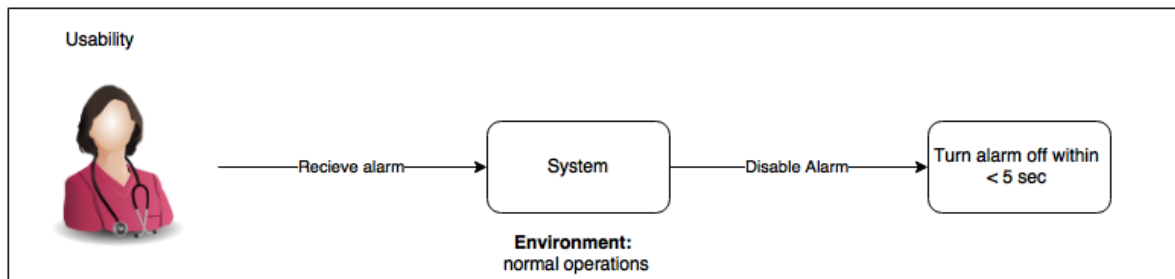 Usability
Recieve alarm
System
Disable Alarm
Turn alarm off within
< 5 sec
Environment:
normal operations